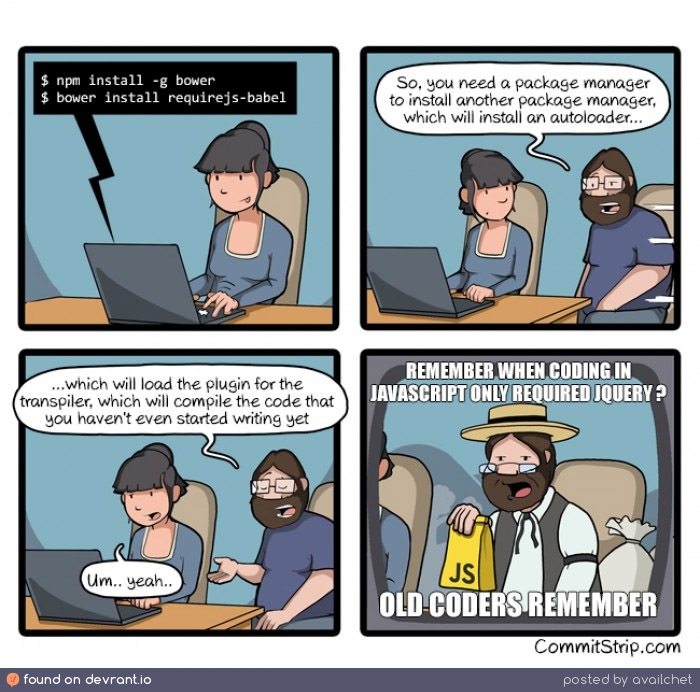 $ npm install -g bower
$ bower install requirejs-babel
So, you need a package manager
to install another package manager,
which will install an autoloader...
...which will load the plugin for the
transpiler, which will compile the code that
you haven't even started writing yet
Um.. yeah..
REMEMBER WHEN CODING IN
JAVASCRIPT ONLY REQUIRED JQUERY ?
JS
OLD CODERS REMEMBER
CommitStrip.com
found on devrant.io
posted by availchet